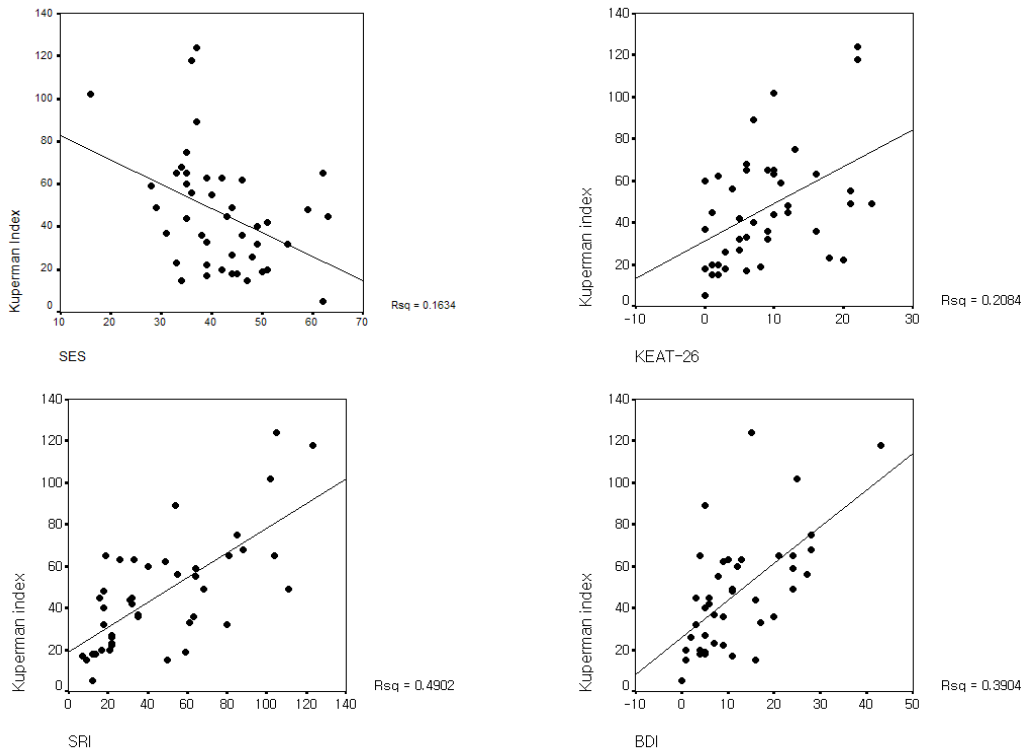 140
120
100
80
60
40
20
0
Kuperman Index
10 20 30 40 50 60 70
Rsq = 0.1634
SES
140
120
100
80
60
40
20
0
Kuperman index
-10 0 10 20 30
Rsq = 0.2084
KEAT-26
140
120
100
80
60
40
20
0
Kuperman index
0 20 40 60 80 100 120 140
Rsq = 0.4902
SRI
140
120
100
80
60
40
20
0
Kuperman index
-10 0 10 20 30 40 50
Rsq = 0.3904
BDI